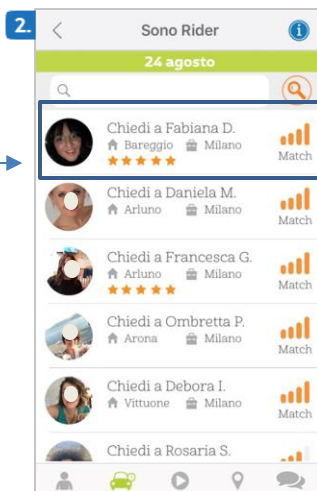 2.
Sono Rider
24 agosto
Chiedi a Fabiana D.
Bareggio Milano
Match
Chiedi a Daniela M.
Arluno Milano
Match
Chiedi a Francesca G.
Arluno Milano
Match
Chiedi a Ombretta P.
Arona Milano
Match
Chiedi a Debora I.
Vittuone Milano
Match
Chiedi a Rosaria S.